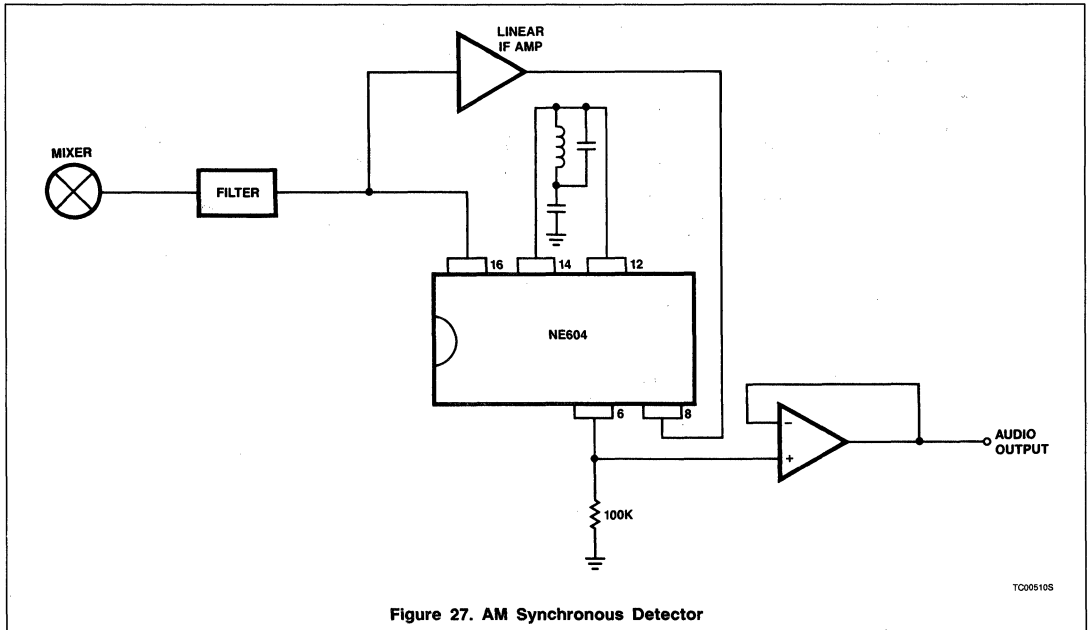 LINEAR
IF AMP
MIXER
FILTER
16
14
12
NE604
6
8
−
+
AUDIO
OUTPUT
100K
TC00510S
Figure 27. AM Synchronous Detector